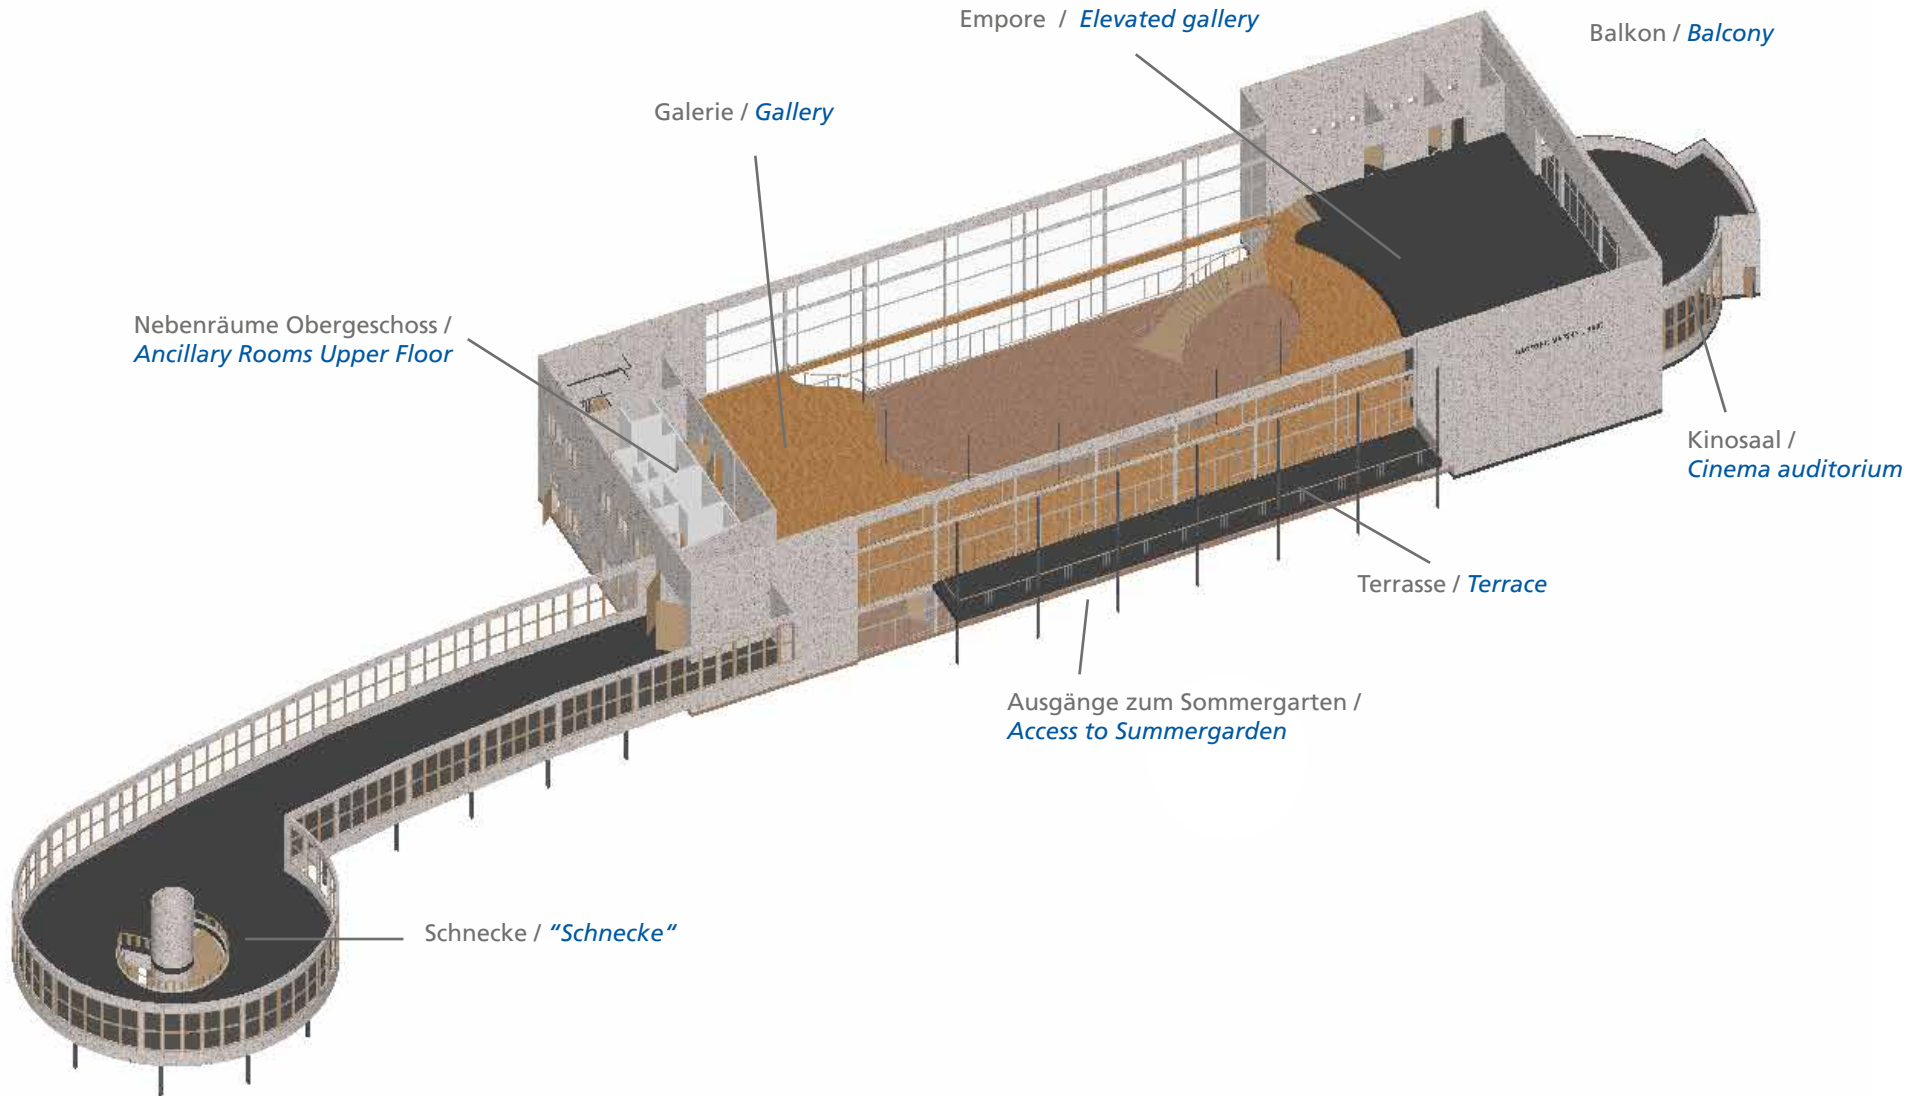 Empore / Elevated gallery
Balkon / Balcony
Galerie / Gallery
Nebenräume Obergeschoss /
Ancillary Rooms Upper Floor
Kinosaal /
Cinema auditorium
Terrasse / Terrace
Ausgänge zum Sommergarten /
Access to Summergarden
Schnecke / “Schnecke“